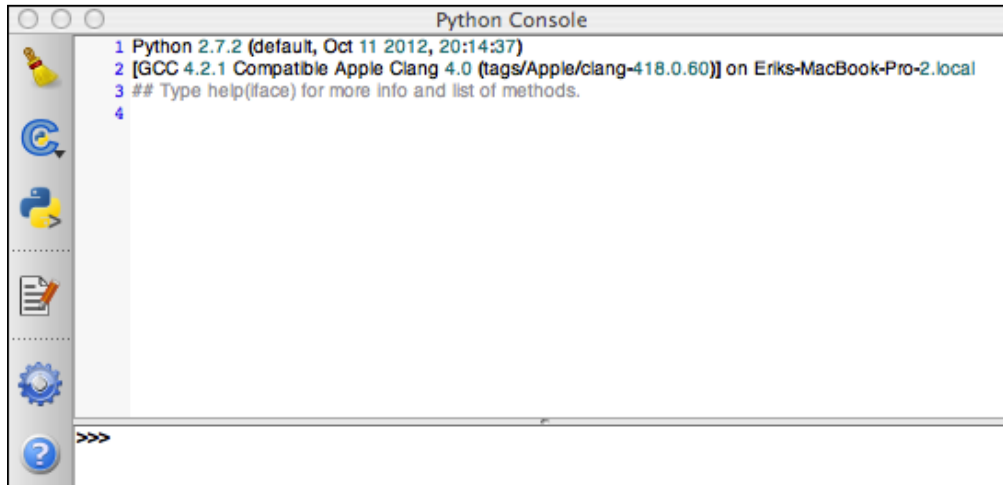 Python Console
1 Python 2.7.2 (default, Oct 11 2012, 20:14:37)
2 [GCC 4.2.1 Compatible Apple Clang 4.0 (tags/Apple/clang-418.0.60)] on Eriks-MacBook-Pro-2.local
3 ## Type help(iface) for more info and list of methods.
4
>>>